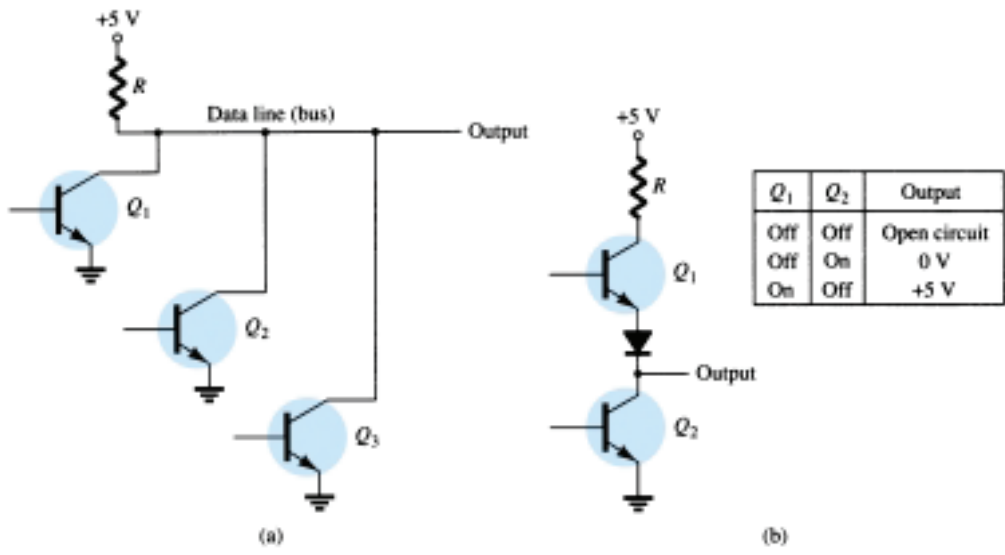 +5 V
R
Data line (bus)
Output
Q1
Q2
Q3
(a)
+5 V
R
Q1
Output
Q2
(b)
Q1 Q2 Output
Off Off Open circuit
Off On 0 V
On Off +5 V